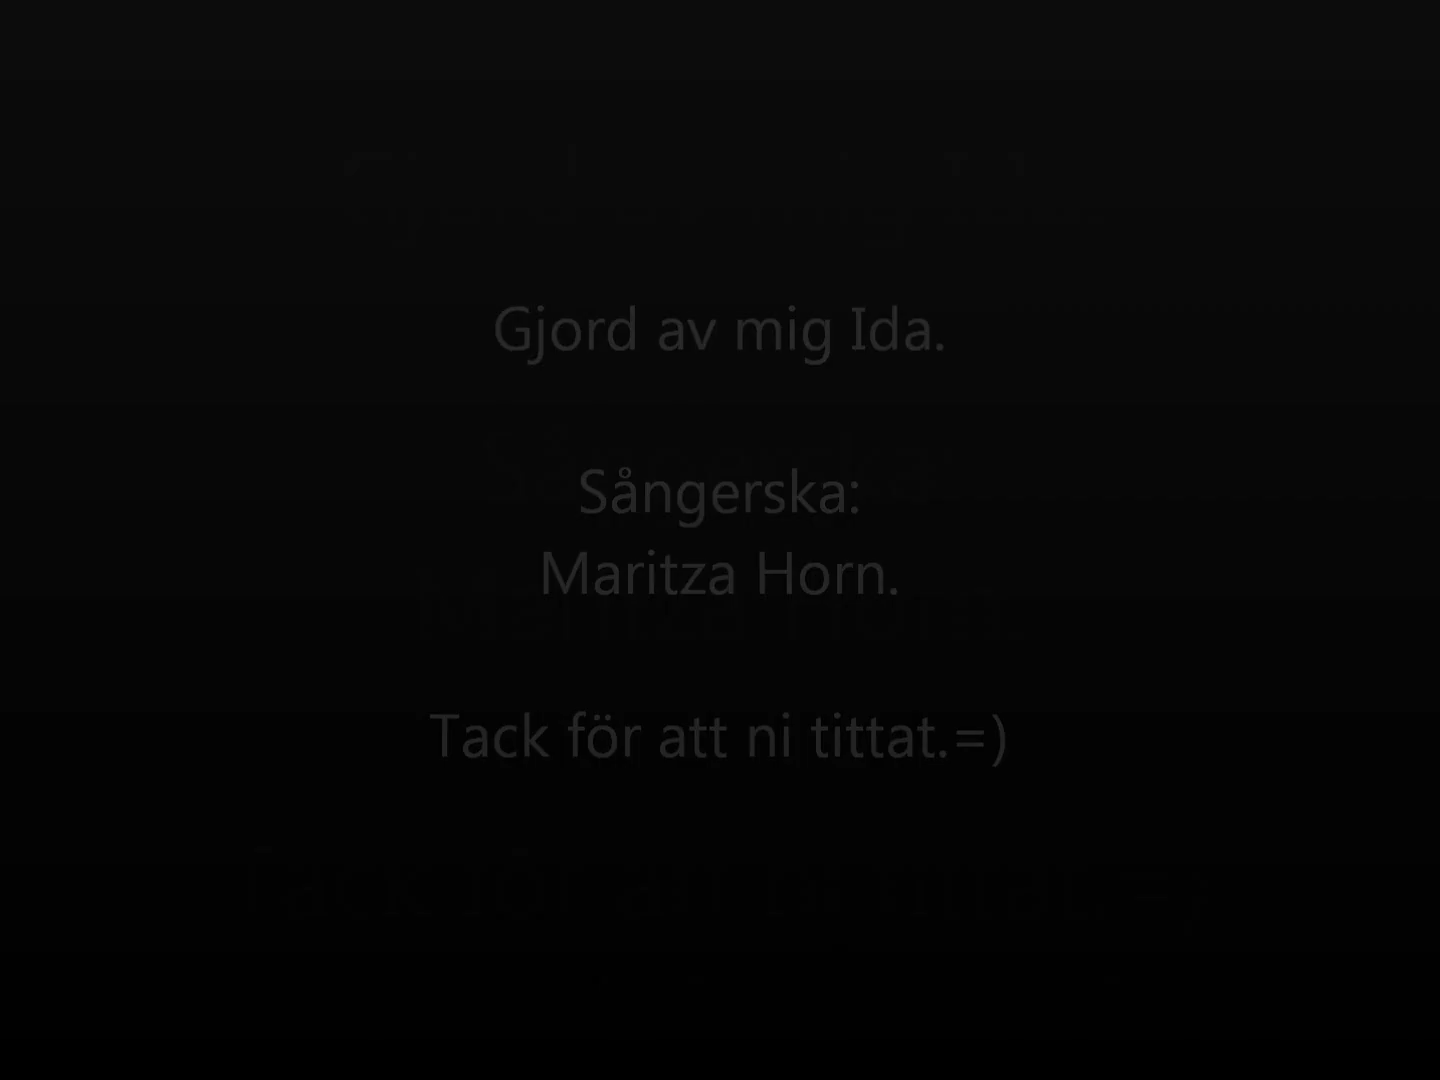 Gjord av mig Ida.
Sångerska:
Maritza Horn.
Tack för att ni tittat.=)